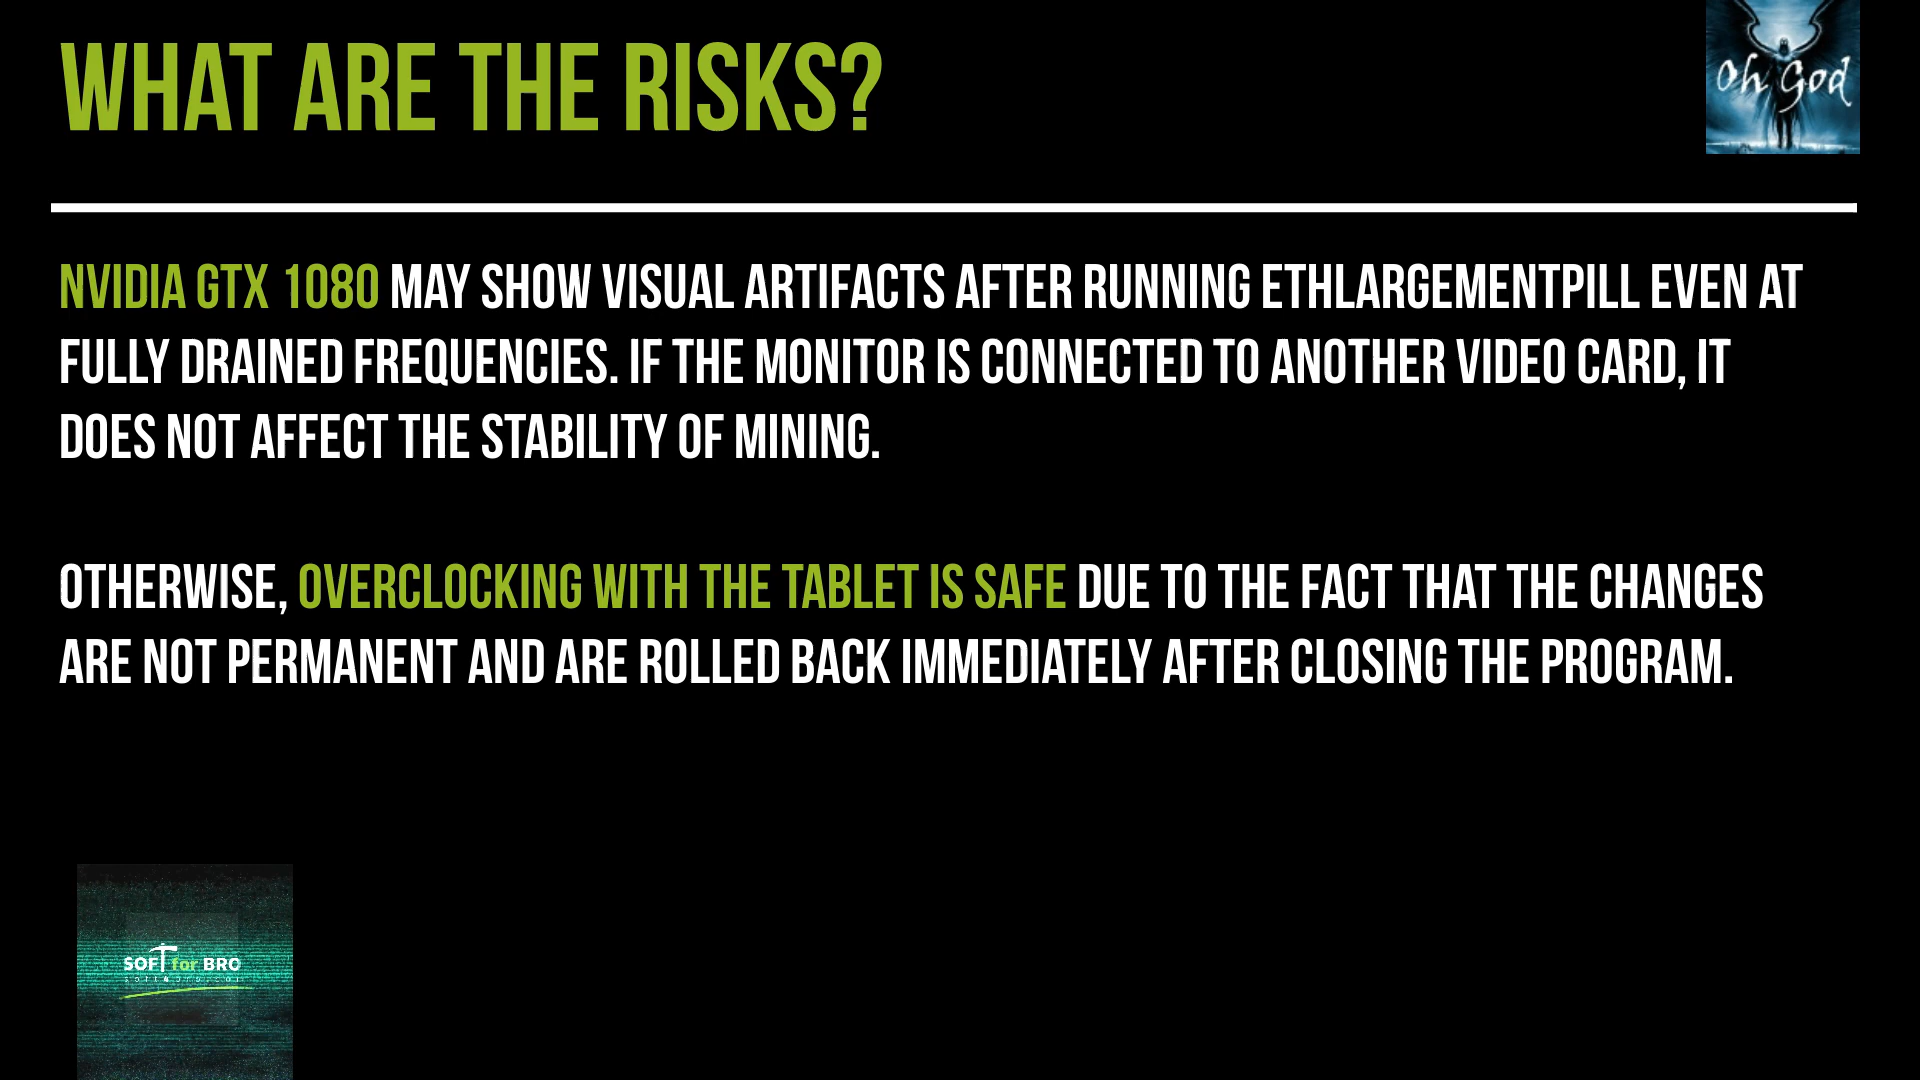 WHAT ARE THE RISKS?
Oh God
NVIDIA GTX 1080 MAY SHOW VISUAL ARTIFACTS AFTER RUNNING ETHLARGEMENTPILL EVEN AT
FULLY DRAINED FREQUENCIES. IF THE MONITOR IS CONNECTED TO ANOTHER VIDEO CARD, IT
DOES NOT AFFECT THE STABILITY OF MINING.
OTHERWISE, OVERCLOCKING WITH THE TABLET IS SAFE DUE TO THE FACT THAT THE CHANGES
ARE NOT PERMANENT AND ARE ROLLED BACK IMMEDIATELY AFTER CLOSING THE PROGRAM.
SOFT for BRO